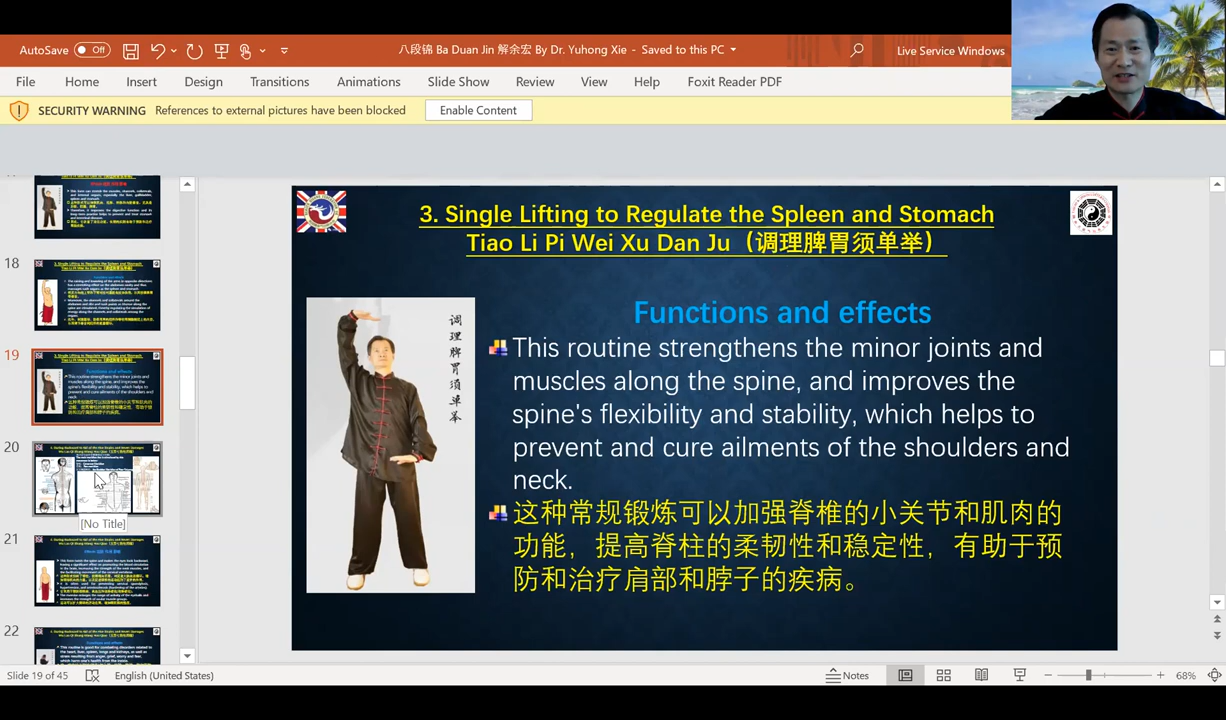 AutoSave Off
八段锦 Ba Duan Jin 解余宏 By Dr. Yuhong Xie - Saved to this PC
Live Service Windows
File Home Insert Design Transitions Animations Slide Show Review View Help Foxit Reader PDF
SECURITY WARNING References to external pictures have been blocked Enable Content
3. Single Lifting to Regulate the Spleen and Stomach
Tiao Li Pi Wei Xu Dan Ju（调理脾胃须单举）
调理脾胃须单举
Functions and effects
This routine strengthens the minor joints and
muscles along the spine, and improves the
spine's flexibility and stability, which helps to
prevent and cure ailments of the shoulders and
neck.
这种常规锻炼可以加强脊椎的小关节和肌肉的
功能，提高脊柱的柔韧性和稳定性，有助于预
防和治疗肩部和脖子的疾病。
18
19
20
[No Title]
21
22
Slide 19 of 45
English (United States)
Notes
68%